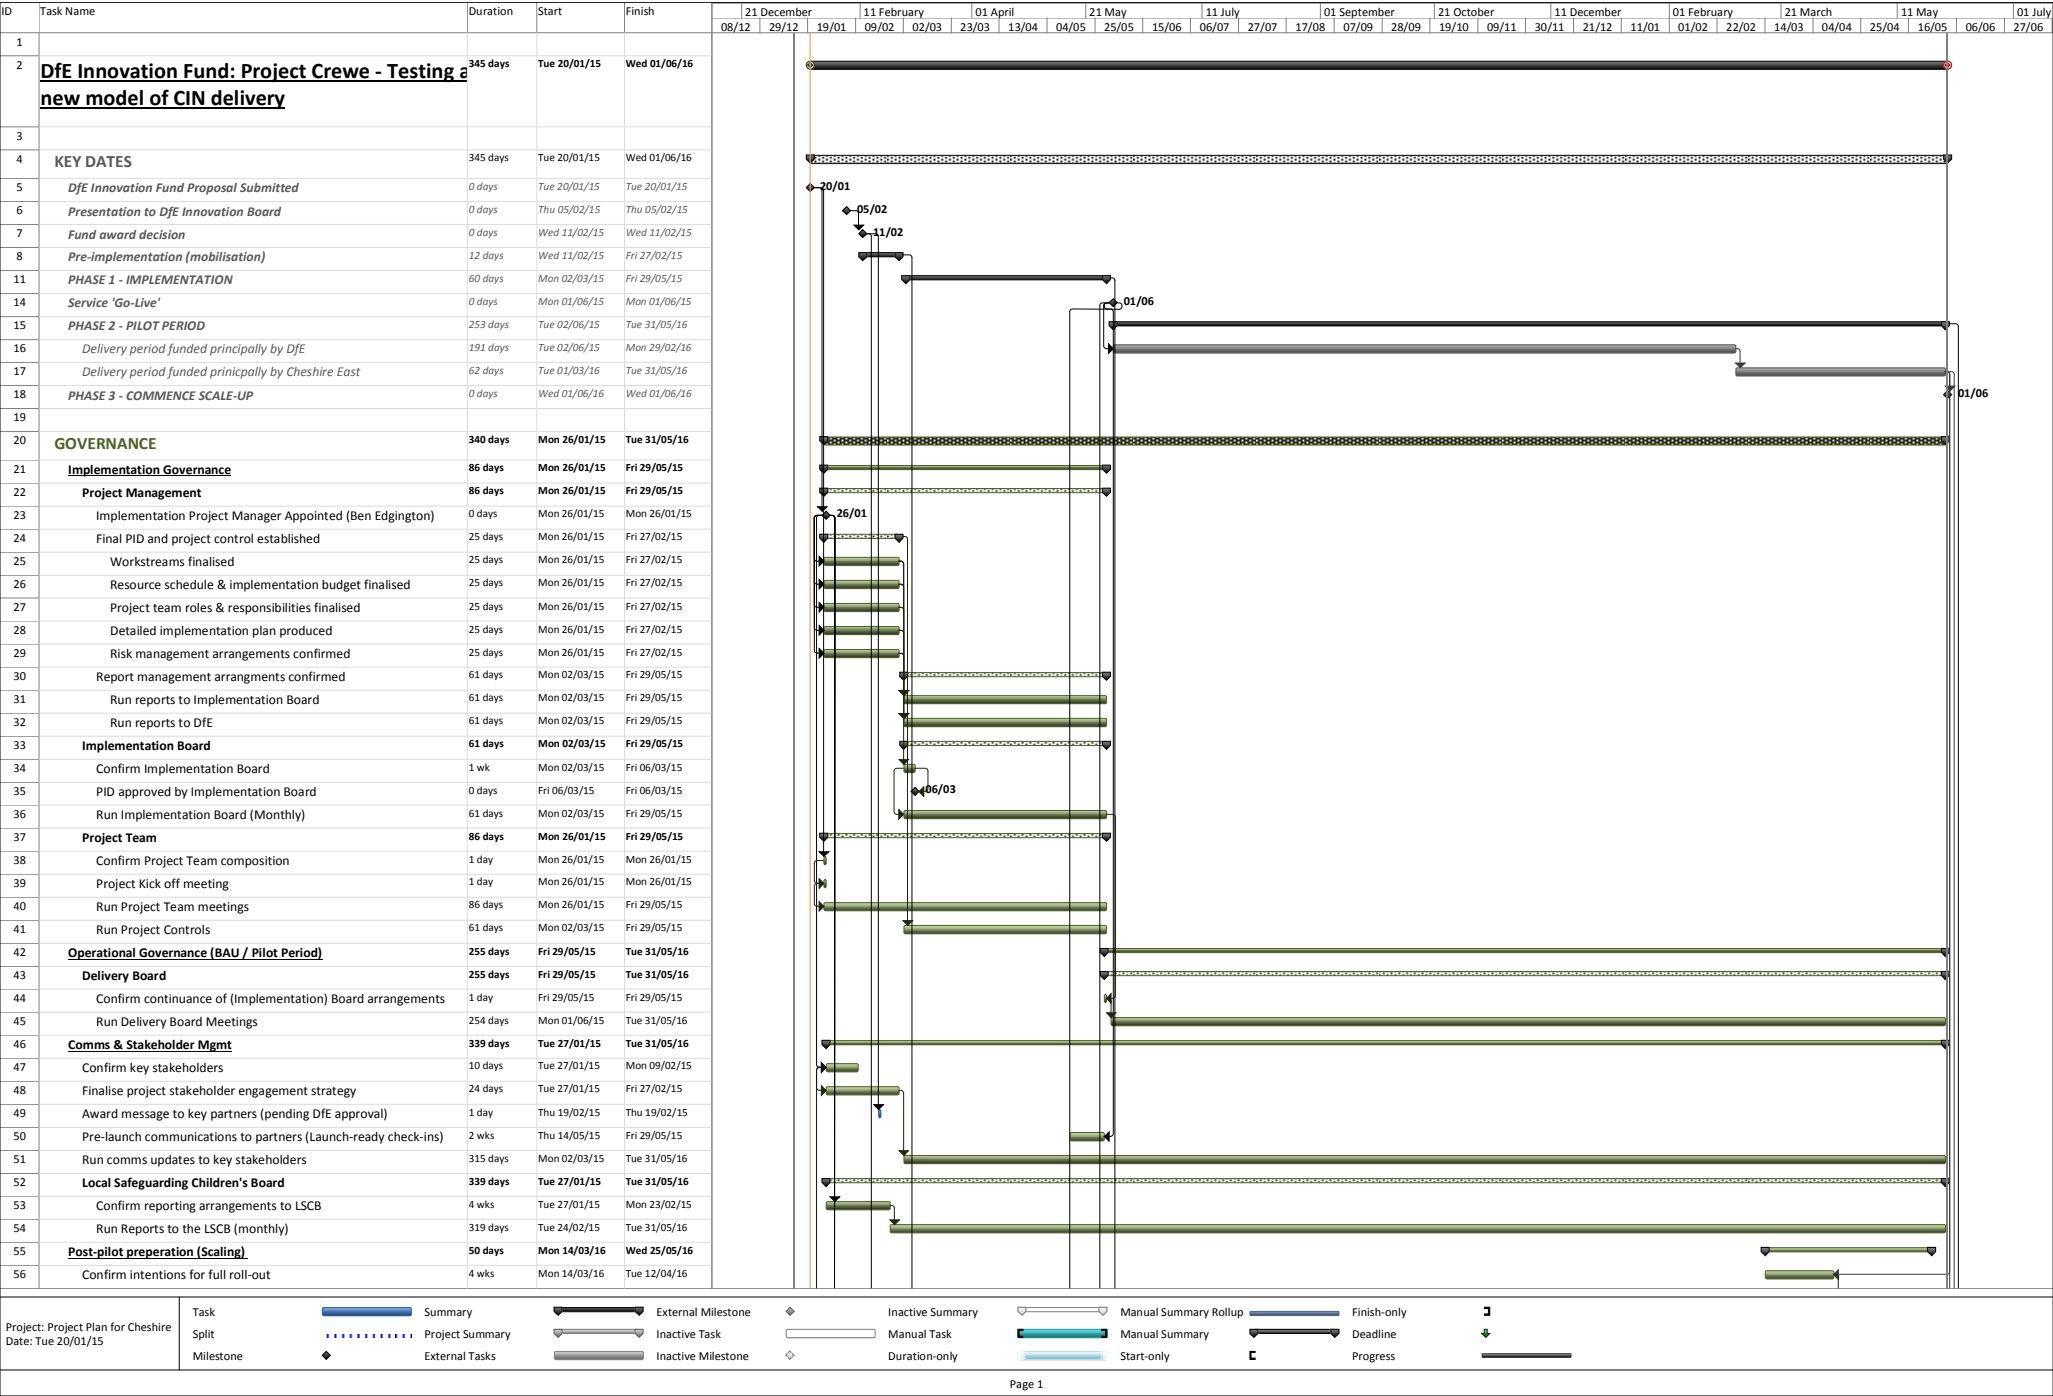 ID Task Name Duration Start Finish
21 December 11 February 01 April 21 May 11 July 01 September 21 October 11 December 01 February 21 March 11 May 01 July
08/12 29/12 19/01 09/02 02/03 23/03 13/04 04/05 25/05 15/06 06/07 27/07 17/08 07/09 28/09 19/10 09/11 30/11 21/12 11/01 01/02 22/02 14/03 04/04 25/04 16/05 06/06 27/06
1
2 DfE Innovation Fund: Project Crewe - Testing a 345 days Tue 20/01/15 Wed 01/06/16
new model of CIN delivery
3
4 KEY DATES 345 days Tue 20/01/15 Wed 01/06/16
5 DfE Innovation Fund Proposal Submitted 0 days Tue 20/01/15 Tue 20/01/15 20/01
6 Presentation to DfE Innovation Board 0 days Thu 05/02/15 Thu 05/02/15 05/02
7 Fund award decision 0 days Wed 11/02/15 Wed 11/02/15 11/02
8 Pre-implementation (mobilisation) 12 days Wed 11/02/15 Fri 27/02/15
11 PHASE 1 - IMPLEMENTATION 60 days Mon 02/03/15 Fri 29/05/15
14 Service 'Go-Live' 0 days Mon 01/06/15 Mon 01/06/15 01/06
15 PHASE 2 - PILOT PERIOD 253 days Tue 02/06/15 Tue 31/05/16
16 Delivery period funded principally by DfE 191 days Tue 02/06/15 Mon 29/02/16
17 Delivery period funded prinicpally by Cheshire East 62 days Tue 01/03/16 Tue 31/05/16
18 PHASE 3 - COMMENCE SCALE-UP 0 days Wed 01/06/16 Wed 01/06/16 01/06
19
20 GOVERNANCE 340 days Mon 26/01/15 Tue 31/05/16
21 Implementation Governance 86 days Mon 26/01/15 Fri 29/05/15
22 Project Management 86 days Mon 26/01/15 Fri 29/05/15
23 Implementation Project Manager Appointed (Ben Edgington) 0 days Mon 26/01/15 Mon 26/01/15 26/01
24 Final PID and project control established 25 days Mon 26/01/15 Fri 27/02/15
25 Workstreams finalised 25 days Mon 26/01/15 Fri 27/02/15
26 Resource schedule & implementation budget finalised 25 days Mon 26/01/15 Fri 27/02/15
27 Project team roles & responsibilities finalised 25 days Mon 26/01/15 Fri 27/02/15
28 Detailed implementation plan produced 25 days Mon 26/01/15 Fri 27/02/15
29 Risk management arrangements confirmed 25 days Mon 26/01/15 Fri 27/02/15
30 Report management arrangments confirmed 61 days Mon 02/03/15 Fri 29/05/15
31 Run reports to Implementation Board 61 days Mon 02/03/15 Fri 29/05/15
32 Run reports to DfE 61 days Mon 02/03/15 Fri 29/05/15
33 Implementation Board 61 days Mon 02/03/15 Fri 29/05/15
34 Confirm Implementation Board 1 wk Mon 02/03/15 Fri 06/03/15
35 PID approved by Implementation Board 0 days Fri 06/03/15 Fri 06/03/15 06/03
36 Run Implementation Board (Monthly) 61 days Mon 02/03/15 Fri 29/05/15
37 Project Team 86 days Mon 26/01/15 Fri 29/05/15
38 Confirm Project Team composition 1 day Mon 26/01/15 Mon 26/01/15
39 Project Kick off meeting 1 day Mon 26/01/15 Mon 26/01/15
40 Run Project Team meetings 86 days Mon 26/01/15 Fri 29/05/15
41 Run Project Controls 61 days Mon 02/03/15 Fri 29/05/15
42 Operational Governance (BAU / Pilot Period) 255 days Fri 29/05/15 Tue 31/05/16
43 Delivery Board 255 days Fri 29/05/15 Tue 31/05/16
44 Confirm continuance of (Implementation) Board arrangements 1 day Fri 29/05/15 Fri 29/05/15
45 Run Delivery Board Meetings 254 days Mon 01/06/15 Tue 31/05/16
46 Comms & Stakeholder Mgmt 339 days Tue 27/01/15 Tue 31/05/16
47 Confirm key stakeholders 10 days Tue 27/01/15 Mon 09/02/15
48 Finalise project stakeholder engagement strategy 24 days Tue 27/01/15 Fri 27/02/15
49 Award message to key partners (pending DfE approval) 1 day Thu 19/02/15 Thu 19/02/15
50 Pre-launch communications to partners (Launch-ready check-ins) 2 wks Thu 14/05/15 Fri 29/05/15
51 Run comms updates to key stakeholders 315 days Mon 02/03/15 Tue 31/05/16
52 Local Safeguarding Children's Board 339 days Tue 27/01/15 Tue 31/05/16
53 Confirm reporting arrangements to LSCB 4 wks Tue 27/01/15 Mon 23/02/15
54 Run Reports to the LSCB (monthly) 319 days Tue 24/02/15 Tue 31/05/16
55 Post-pilot preperation (Scaling) 50 days Mon 14/03/16 Wed 25/05/16
56 Confirm intentions for full roll-out 4 wks Mon 14/03/16 Tue 12/04/16
Project: Project Plan for Cheshire
Date: Tue 20/01/15
Task Summary External Milestone Inactive Summary Manual Summary Rollup Finish-only
Split Project Summary Inactive Task Manual Task Manual Summary Deadline
Milestone External Tasks Inactive Milestone Duration-only Start-only Progress
Page 1